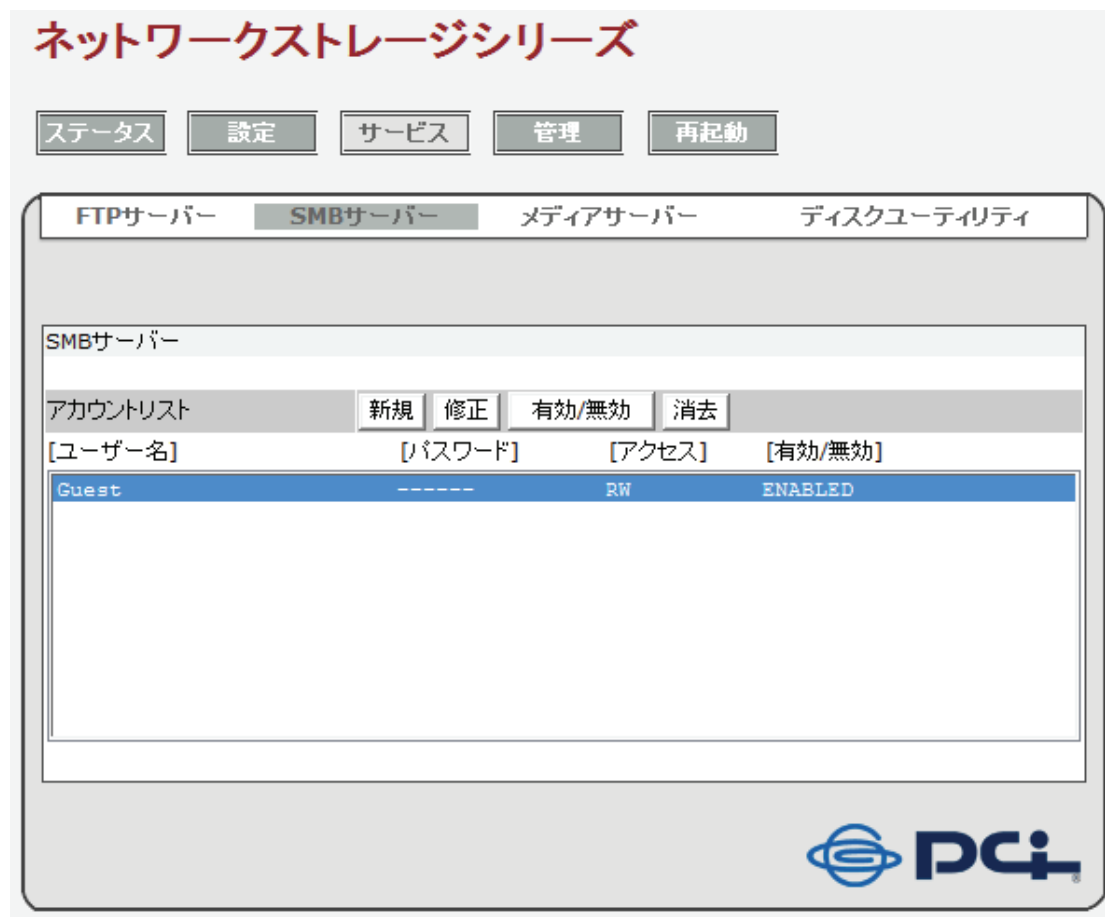 ネットワークストレージシリーズ
ステータス 設定 サービス 管理 再起動
FTPサーバー SMBサーバー メディアサーバー ディスクユーティリティ
SMBサーバー
アカウントリスト 新規 修正 有効/無効 消去
[ユーザー名] [パスワード] [アクセス] [有効/無効]
Guest ------ RW ENABLED
PCi®